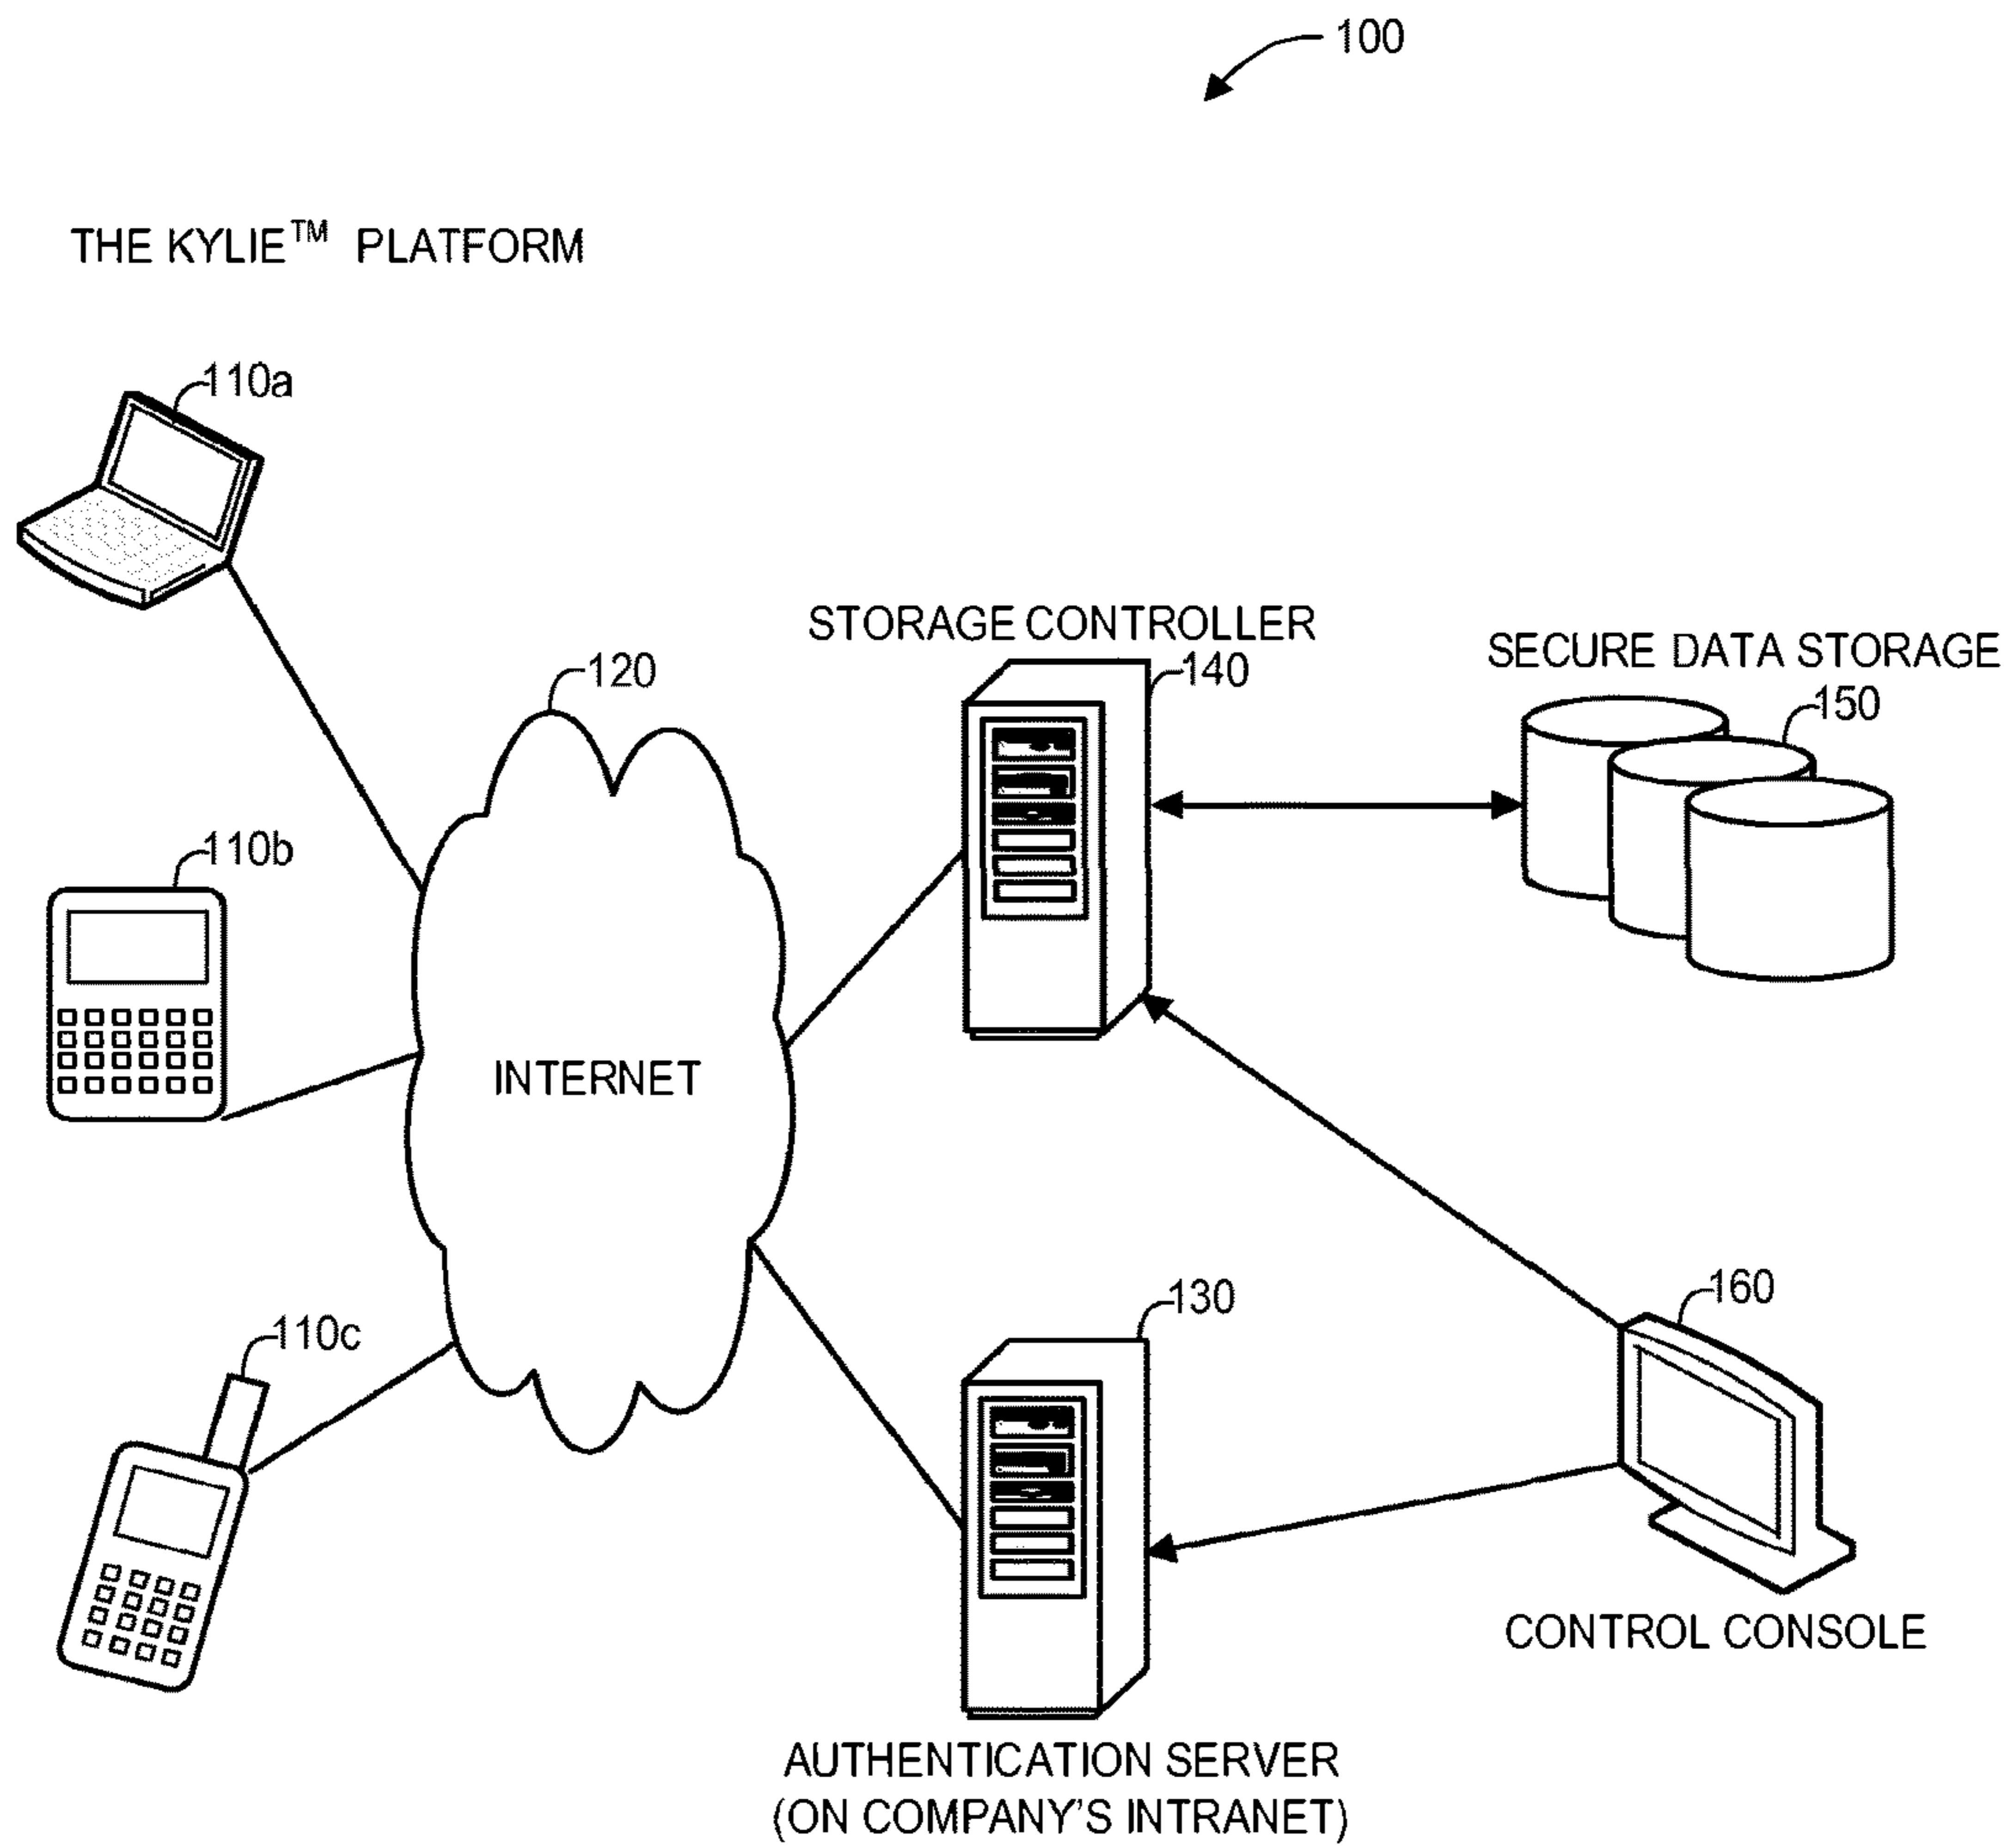 100
THE KYLIE™ PLATFORM
110a
STORAGE CONTROLLER
140
SECURE DATA STORAGE
150
120
110b
INTERNET
130
160
110c
CONTROL CONSOLE
AUTHENTICATION SERVER
(ON COMPANY'S INTRANET)